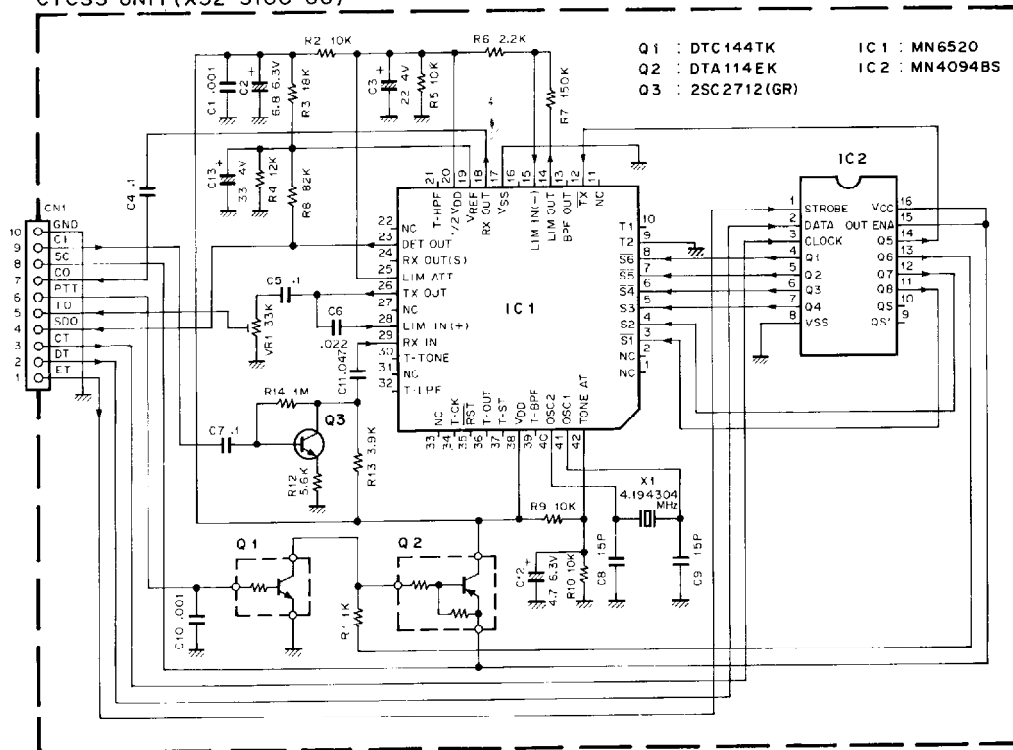 CTCSS UNIT (X52-3100-00)
Q1 : DTC144TK
Q2 : DTA114EK
Q3 : 2SC2712(GR)
IC1 : MN6520
IC2 : MN4094BS
R2 10K
R6 2.2K
C1 .001
C2 + 6.8 6.3V
R3 18K
C3 + 22 4V
R5 10K
R7 150K
C4 .1
C13 + 33 4V
R4 12K
R6 82K
CN1
10 GND
9 CI
8 5C
7 CO
6 PTT
5 TO
4 SDO
3 CT
2 DT
1 ET
IC1
21 T-HPF
20 1/2VDD
19 VREF
18 RX OUT
17 VSS
16
15 LIM IN(-)
14 LIM OUT
13 BPF OUT
12 TX
11 NC
22 NC
23 DET OUT
24 RX OUT(S)
25 LIM ATT
26 TX OUT
27 NC
28 LIM IN(+)
29 RX IN
30 T-TONE
31 NC
32 T-LPF
T1 10
T2 9
S6 8
S5 7
S4 6
S3 5
S2 4
S1 3
NC 2
NC 1
33 NC
34 T-CK
35 RST
36 T-OUT
37 T-ST
38 VDD
39 T-BPF
40 OSC2
41 OSC1
42 TONE AT
IC2
1 STROBE
2 DATA
3 CLOCK
4 Q1
5 Q2
6 Q3
7 Q4
8 VSS
VCC 16
OUT ENA 15
Q5 14
Q6 13
Q7 12
Q8 11
QS 10
QS' 9
C5 .1
C6 .022
VR1 33K
C11 .047
R14 1M
Q3
C7 .1
R12 5.6K
R13 3.9K
R9 10K
X1 4.194304 MHz
C12 + 4.7 6.3V
R10 10K
C8 15P
C9 15P
Q1
Q2
C10 .001
1K